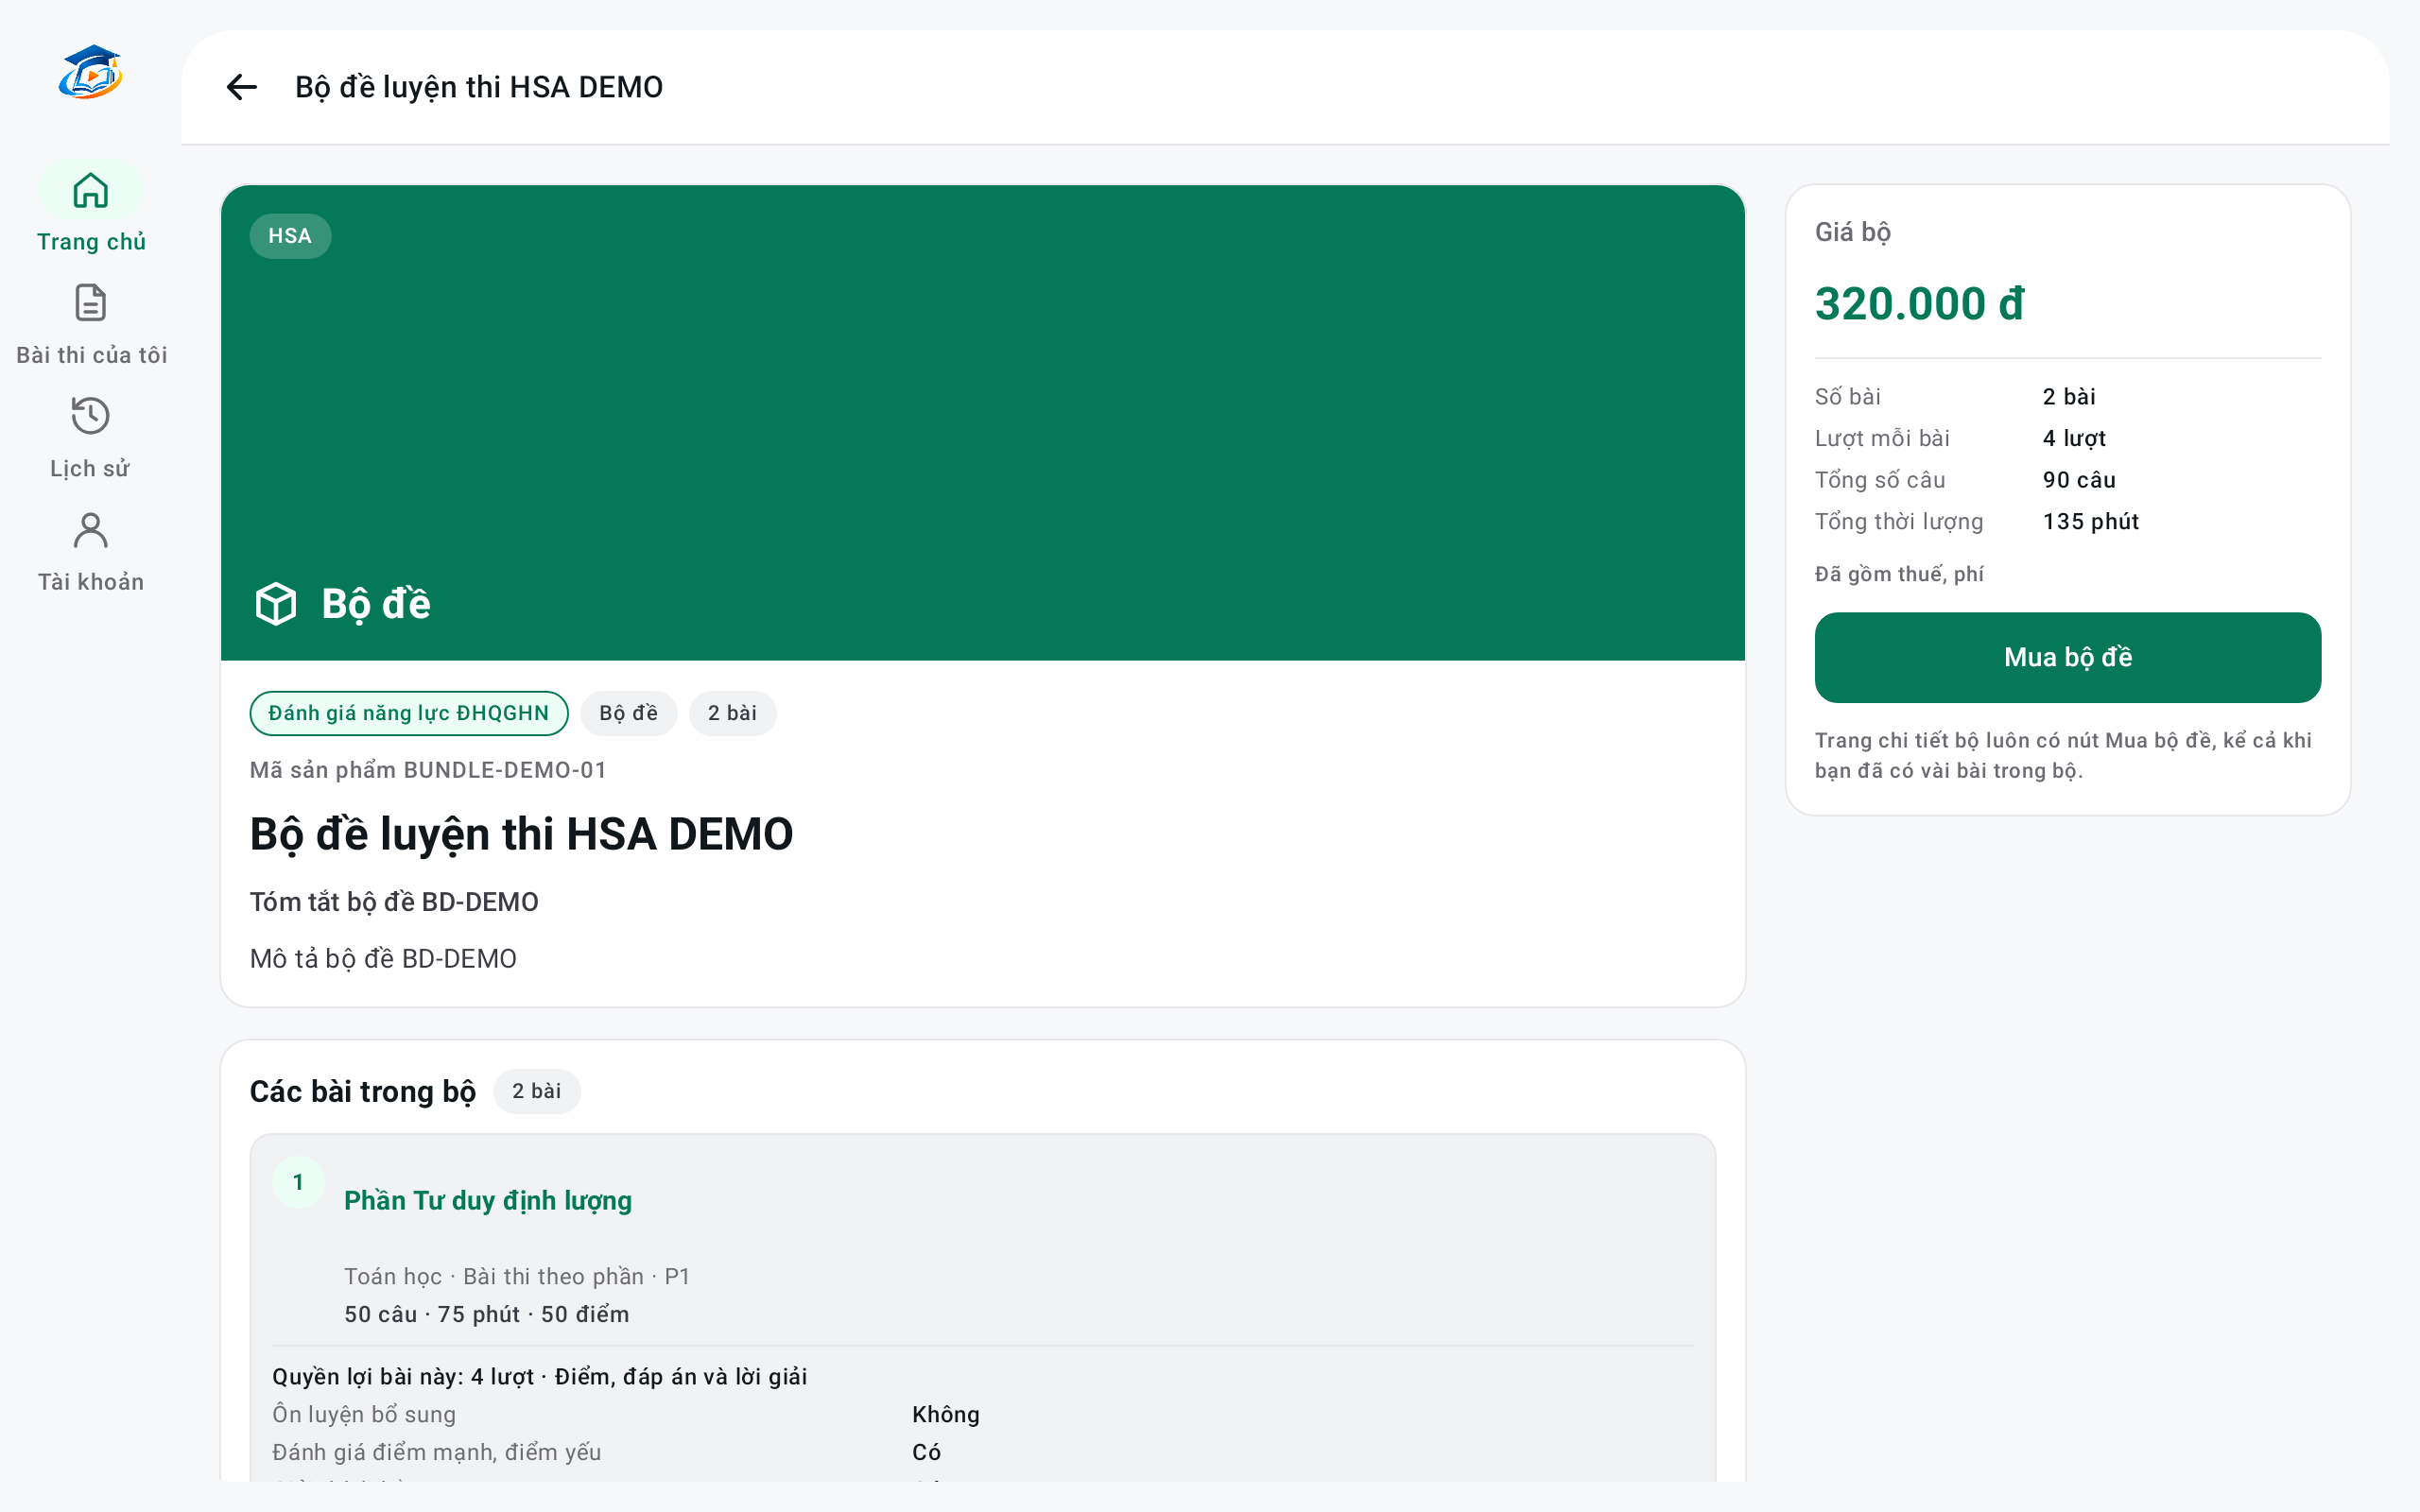 Bộ đề luyện thi HSA DEMO
Trang chủ
Bài thi của tôi
Lịch sử
Tài khoản
HSA
Bộ đề
Đánh giá năng lực ĐHQGHN
Bộ đề
2 bài
Mã sản phẩm BUNDLE-DEMO-01
Bộ đề luyện thi HSA DEMO
Tóm tắt bộ đề BD-DEMO
Mô tả bộ đề BD-DEMO
Các bài trong bộ
2 bài
1
Phần Tư duy định lượng
Toán học · Bài thi theo phần · P1
50 câu · 75 phút · 50 điểm
Quyền lợi bài này: 4 lượt · Điểm, đáp án và lời giải
Ôn luyện bổ sung Không
Đánh giá điểm mạnh, điểm yếu Có
Giá bộ
320.000 đ
Số bài 2 bài
Lượt mỗi bài 4 lượt
Tổng số câu 90 câu
Tổng thời lượng 135 phút
Đã gồm thuế, phí
Mua bộ đề
Trang chi tiết bộ luôn có nút Mua bộ đề, kể cả khi
bạn đã có vài bài trong bộ.